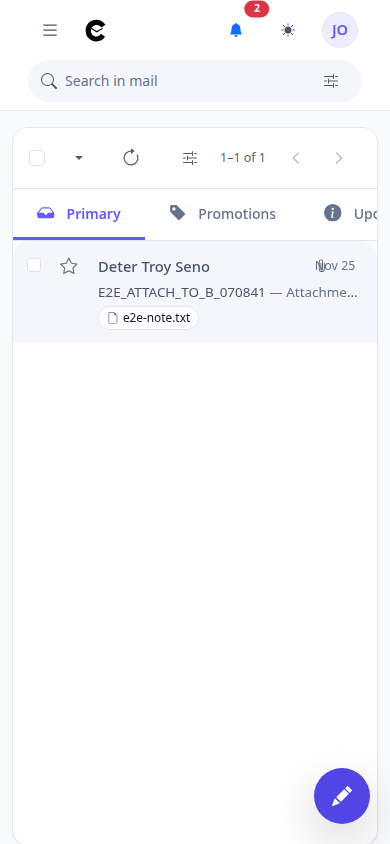 2
JO
Search in mail
1–1 of 1
Primary
Promotions
Deter Troy Seno
Nov 25
E2E_ATTACH_TO_B_070841 — Attachme...
e2e-note.txt